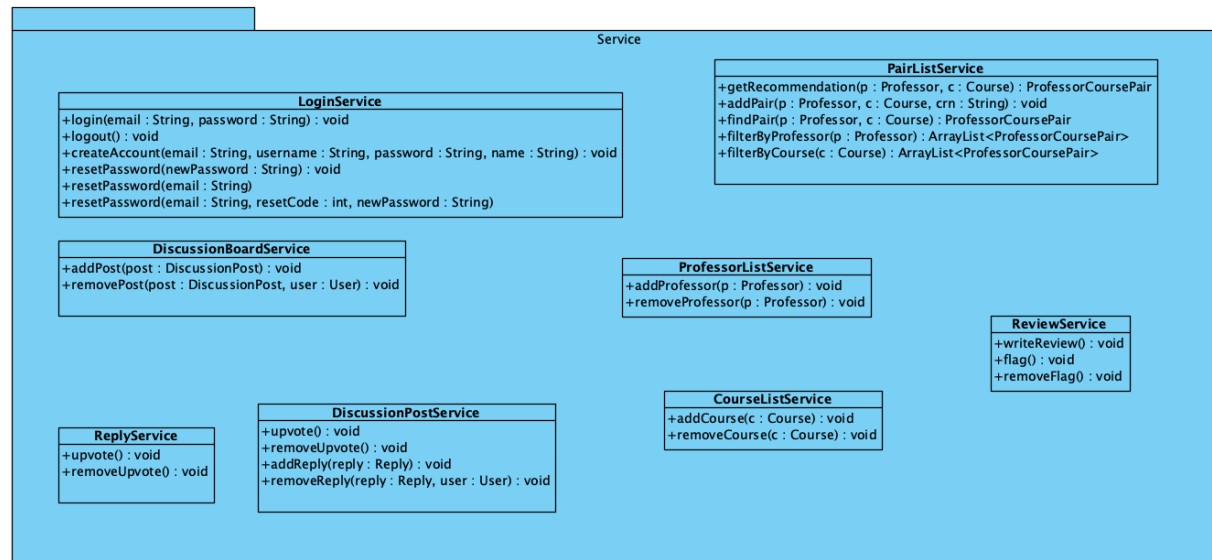 Service
LoginService
+login(email : String, password : String) : void
+logout() : void
+createAccount(email : String, username : String, password : String, name : String) : void
+resetPassword(newPassword : String) : void
+resetPassword(email : String)
+resetPassword(email : String, resetCode : int, newPassword : String)
PairListService
+getRecommendation(p : Professor, c : Course) : ProfessorCoursePair
+addPair(p : Professor, c : Course, crn : String) : void
+findPair(p : Professor, c : Course) : ProfessorCoursePair
+filterByProfessor(p : Professor) : ArrayList<ProfessorCoursePair>
+filterByCourse(c : Course) : ArrayList<ProfessorCoursePair>
DiscussionBoardService
+addPost(post : DiscussionPost) : void
+removePost(post : DiscussionPost, user : User) : void
ProfessorListService
+addProfessor(p : Professor) : void
+removeProfessor(p : Professor) : void
ReviewService
+writeReview() : void
+flag() : void
+removeFlag() : void
ReplyService
+upvote() : void
+removeUpvote() : void
DiscussionPostService
+upvote() : void
+removeUpvote() : void
+addReply(reply : Reply) : void
+removeReply(reply : Reply, user : User) : void
CourseListService
+addCourse(c : Course) : void
+removeCourse(c : Course) : void